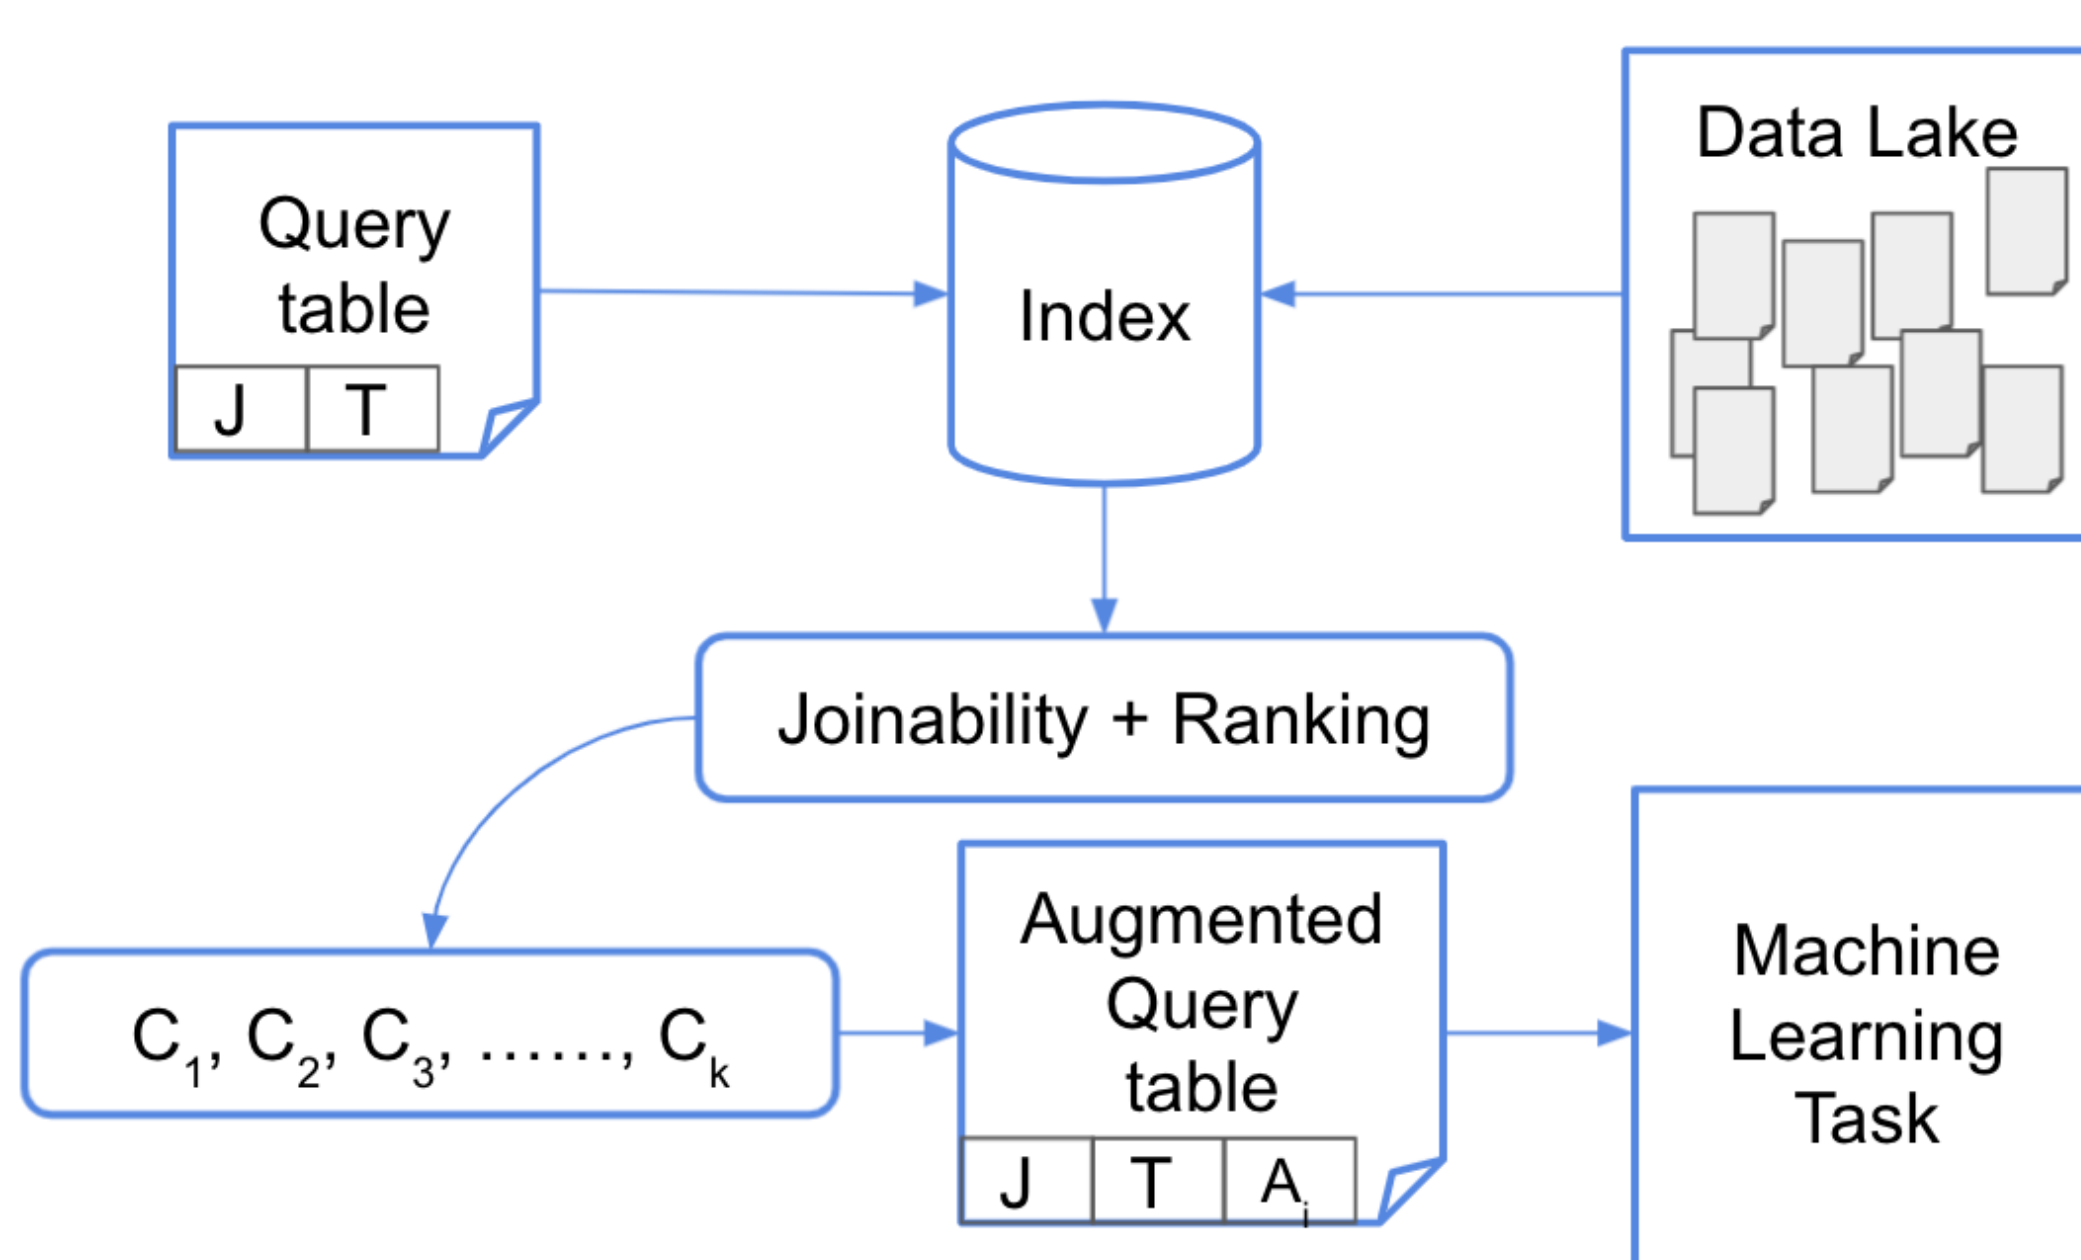 Query
table
J T
Index
Data Lake
Joinability + Ranking
C₁, C₂, C₃, ......, Cₖ
Augmented
Query
table
J T Aᵢ
Machine
Learning
Task